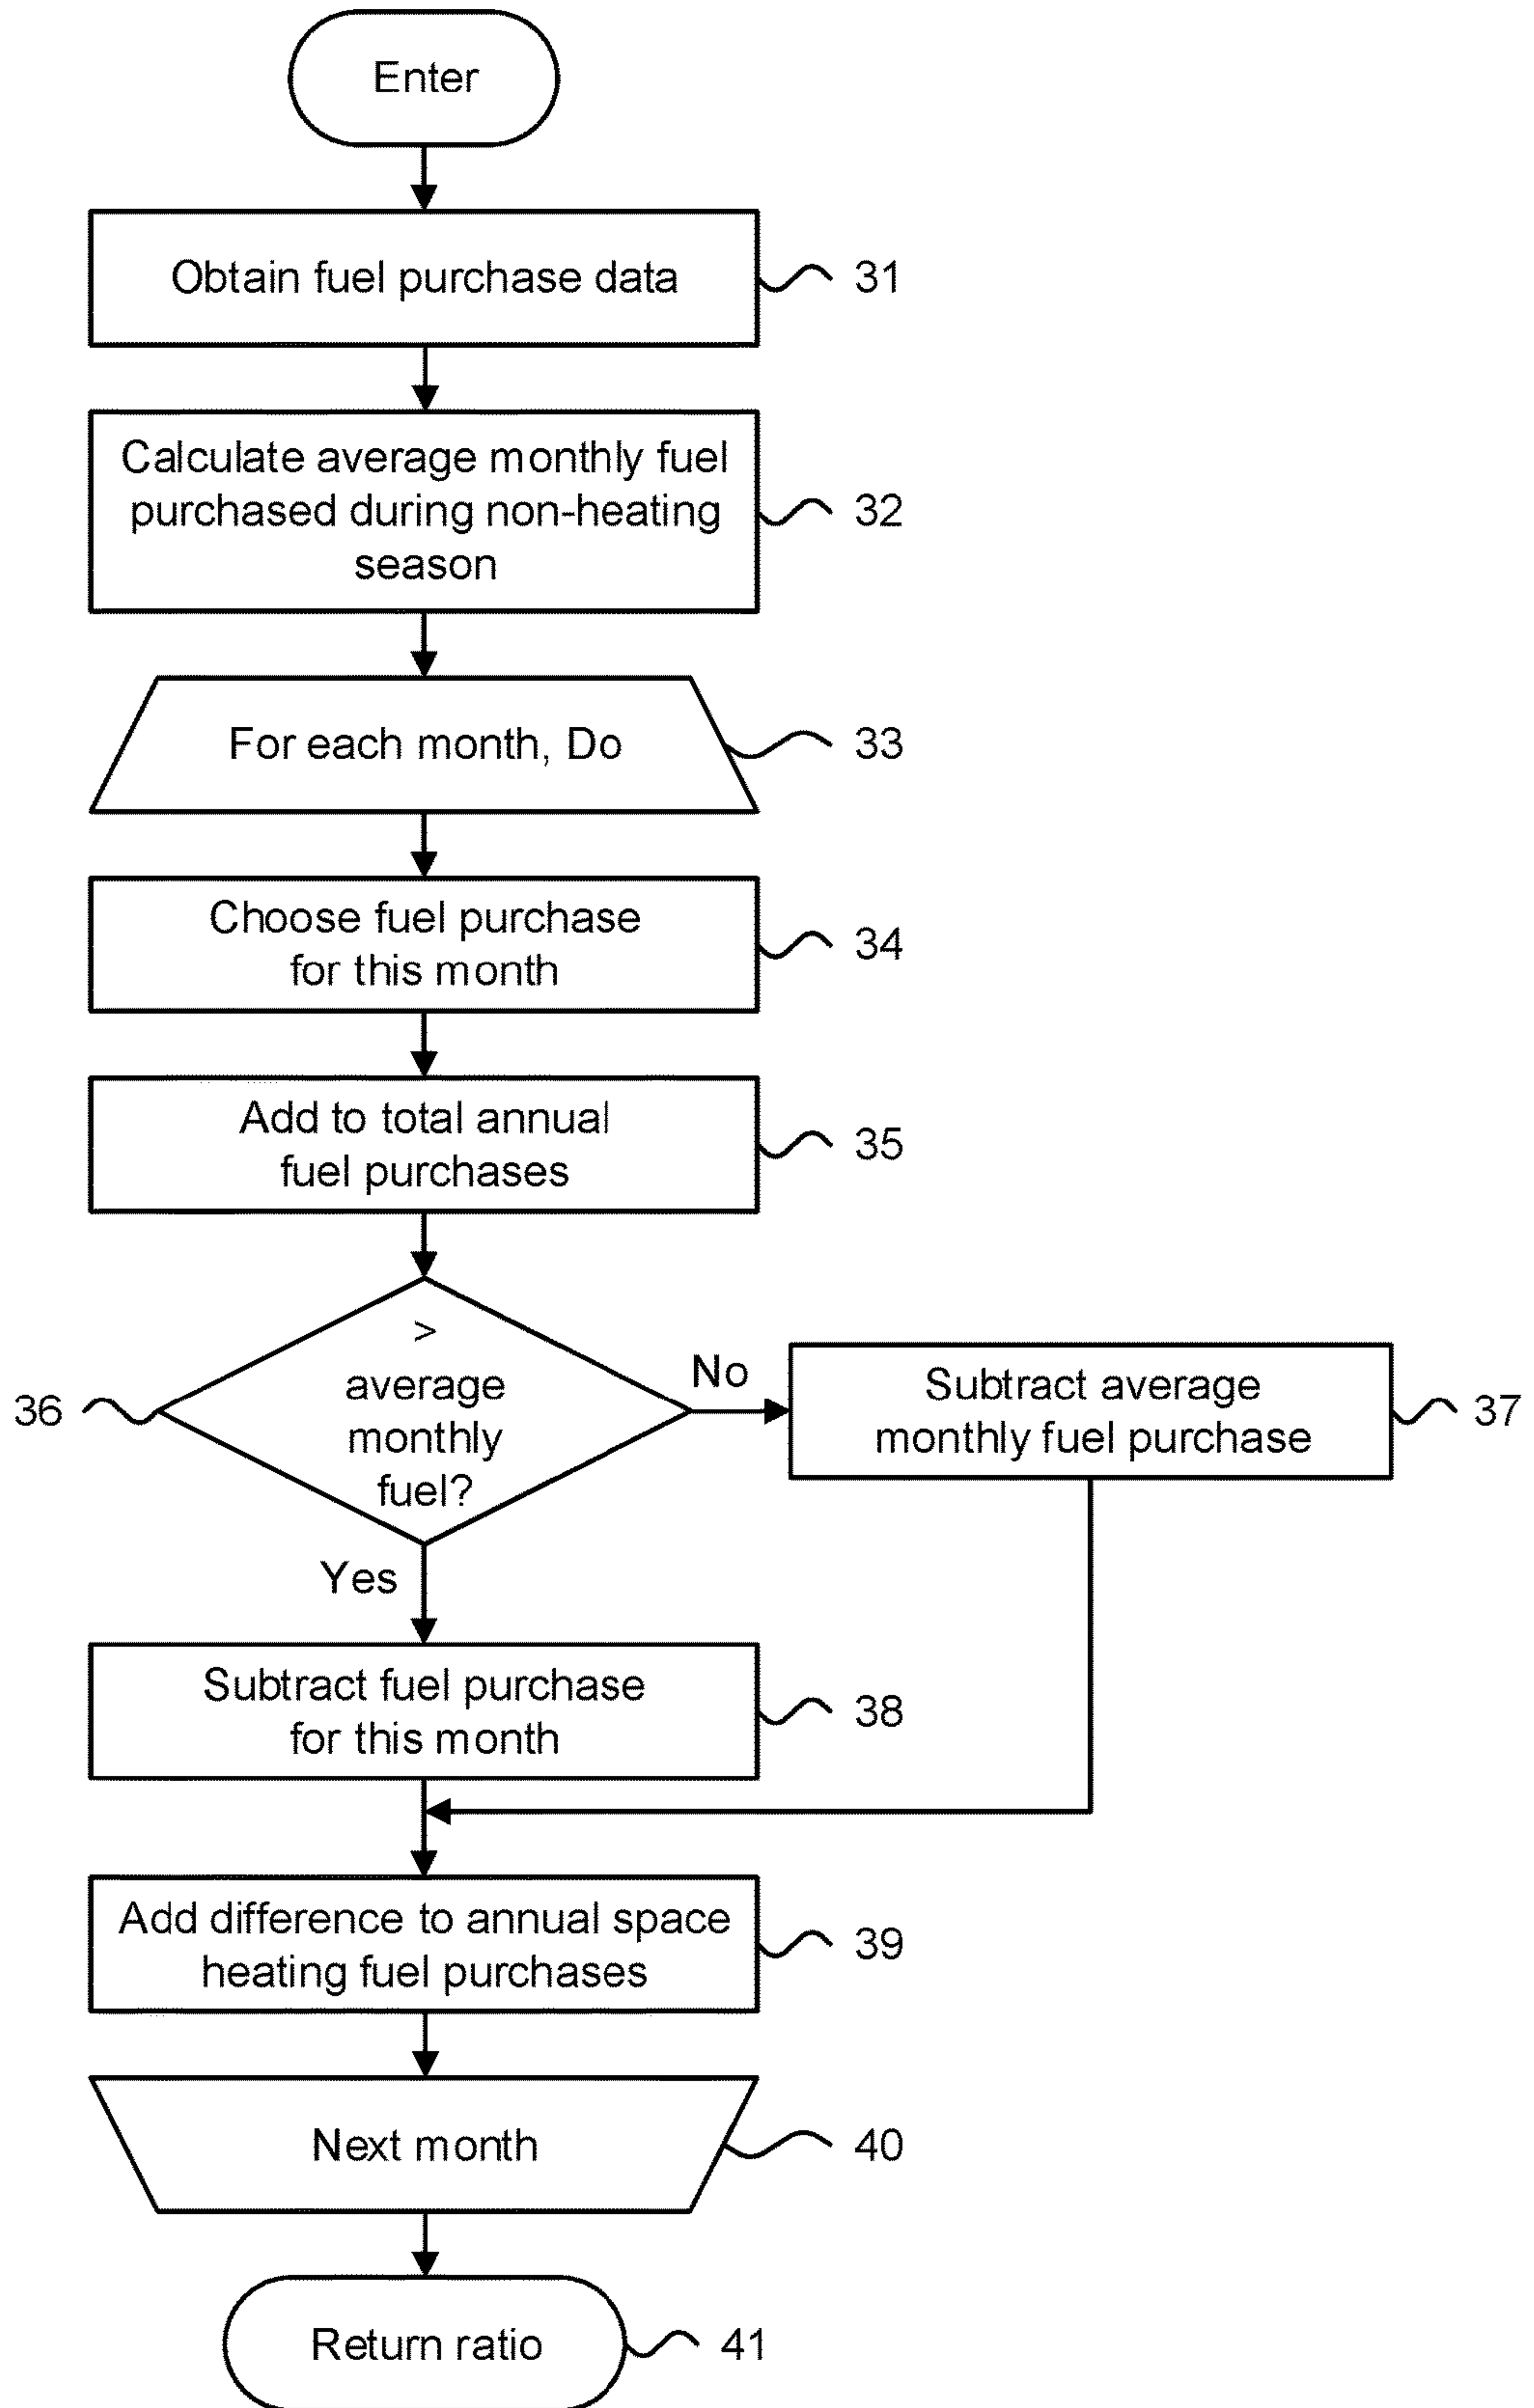 Enter
Obtain fuel purchase data
31
Calculate average monthly fuel
purchased during non-heating
season
32
For each month, Do
33
Choose fuel purchase
for this month
34
Add to total annual
fuel purchases
35
>
average
monthly
fuel?
36
No
Subtract average
monthly fuel purchase
37
Yes
Subtract fuel purchase
for this month
38
Add difference to annual space
heating fuel purchases
39
Next month
40
Return ratio
41